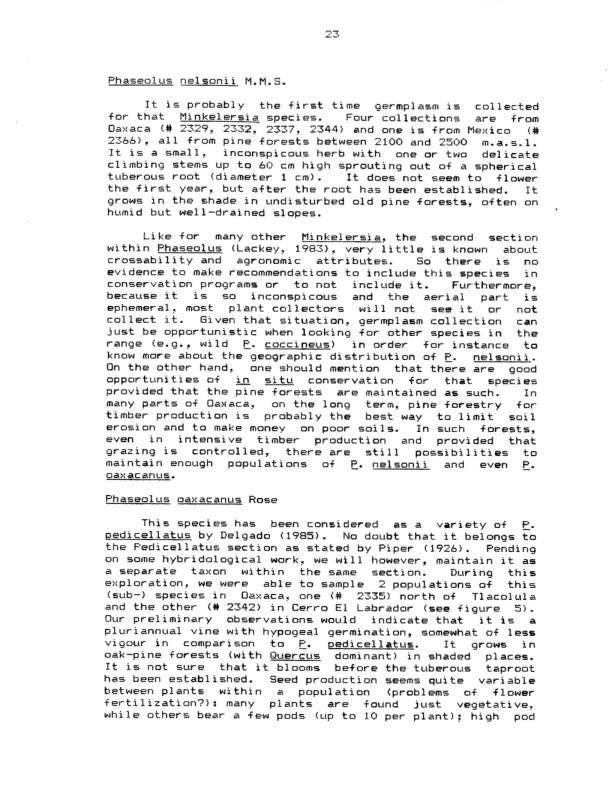 23
Phaseolus nelsonii M.M.S.
It is probably the first time germplasm is collected
for that Minkelersia species. Four collections are from
Oaxaca (# 2329, 2332, 2337, 2344) and one is from Mexico (#
2366), all from pine forests between 2100 and 2500 m.a.s.l.
It is a small, inconspicous herb with one or two delicate
climbing stems up to 60 cm high sprouting out of a spherical
tuberous root (diameter 1 cm). It does not seem to flower
the first year, but after the root has been established. It
grows in the shade in undisturbed old pine forests, often on
humid but well-drained slopes.
Like for many other Minkelersia, the second section
within Phaseolus (Lackey, 1983), very little is known about
crossability and agronomic attributes. So there is no
evidence to make recommendations to include this species in
conservation programs or to not include it. Furthermore,
because it is so inconspicous and the aerial part is
ephemeral, most plant collectors will not see it or not
collect it. Given that situation, germplasm collection can
just be opportunistic when looking for other species in the
range (e.g., wild P. coccineus) in order for instance to
know more about the geographic distribution of P. nelsonii.
On the other hand, one should mention that there are good
opportunities of in situ conservation for that species
provided that the pine forests are maintained as such. In
many parts of Oaxaca, on the long term, pine forestry for
timber production is probably the best way to limit soil
erosion and to make money on poor soils. In such forests,
even in intensive timber production and provided that
grazing is controlled, there are still possibilities to
maintain enough populations of P. nelsonii and even P.
oaxacanus.
Phaseolus oaxacanus Rose
This species has been considered as a variety of P.
pedicellatus by Delgado (1985). No doubt that it belongs to
the Pedicellatus section as stated by Piper (1926). Pending
on some hybridological work, we will however, maintain it as
a separate taxon within the same section. During this
exploration, we were able to sample 2 populations of this
(sub-) species in Oaxaca, one (# 2335) north of Tlacolula
and the other (# 2342) in Cerro El Labrador (see figure 5).
Our preliminary observations would indicate that it is a
pluriannual vine with hypogeal germination, somewhat of less
vigour in comparison to P. pedicellatus. It grows in
oak-pine forests (with Quercus dominant) in shaded places.
It is not sure that it blooms before the tuberous taproot
has been established. Seed production seems quite variable
between plants within a population (problems of flower
fertilization?): many plants are found just vegetative,
while others bear a few pods (up to 10 per plant); high pod